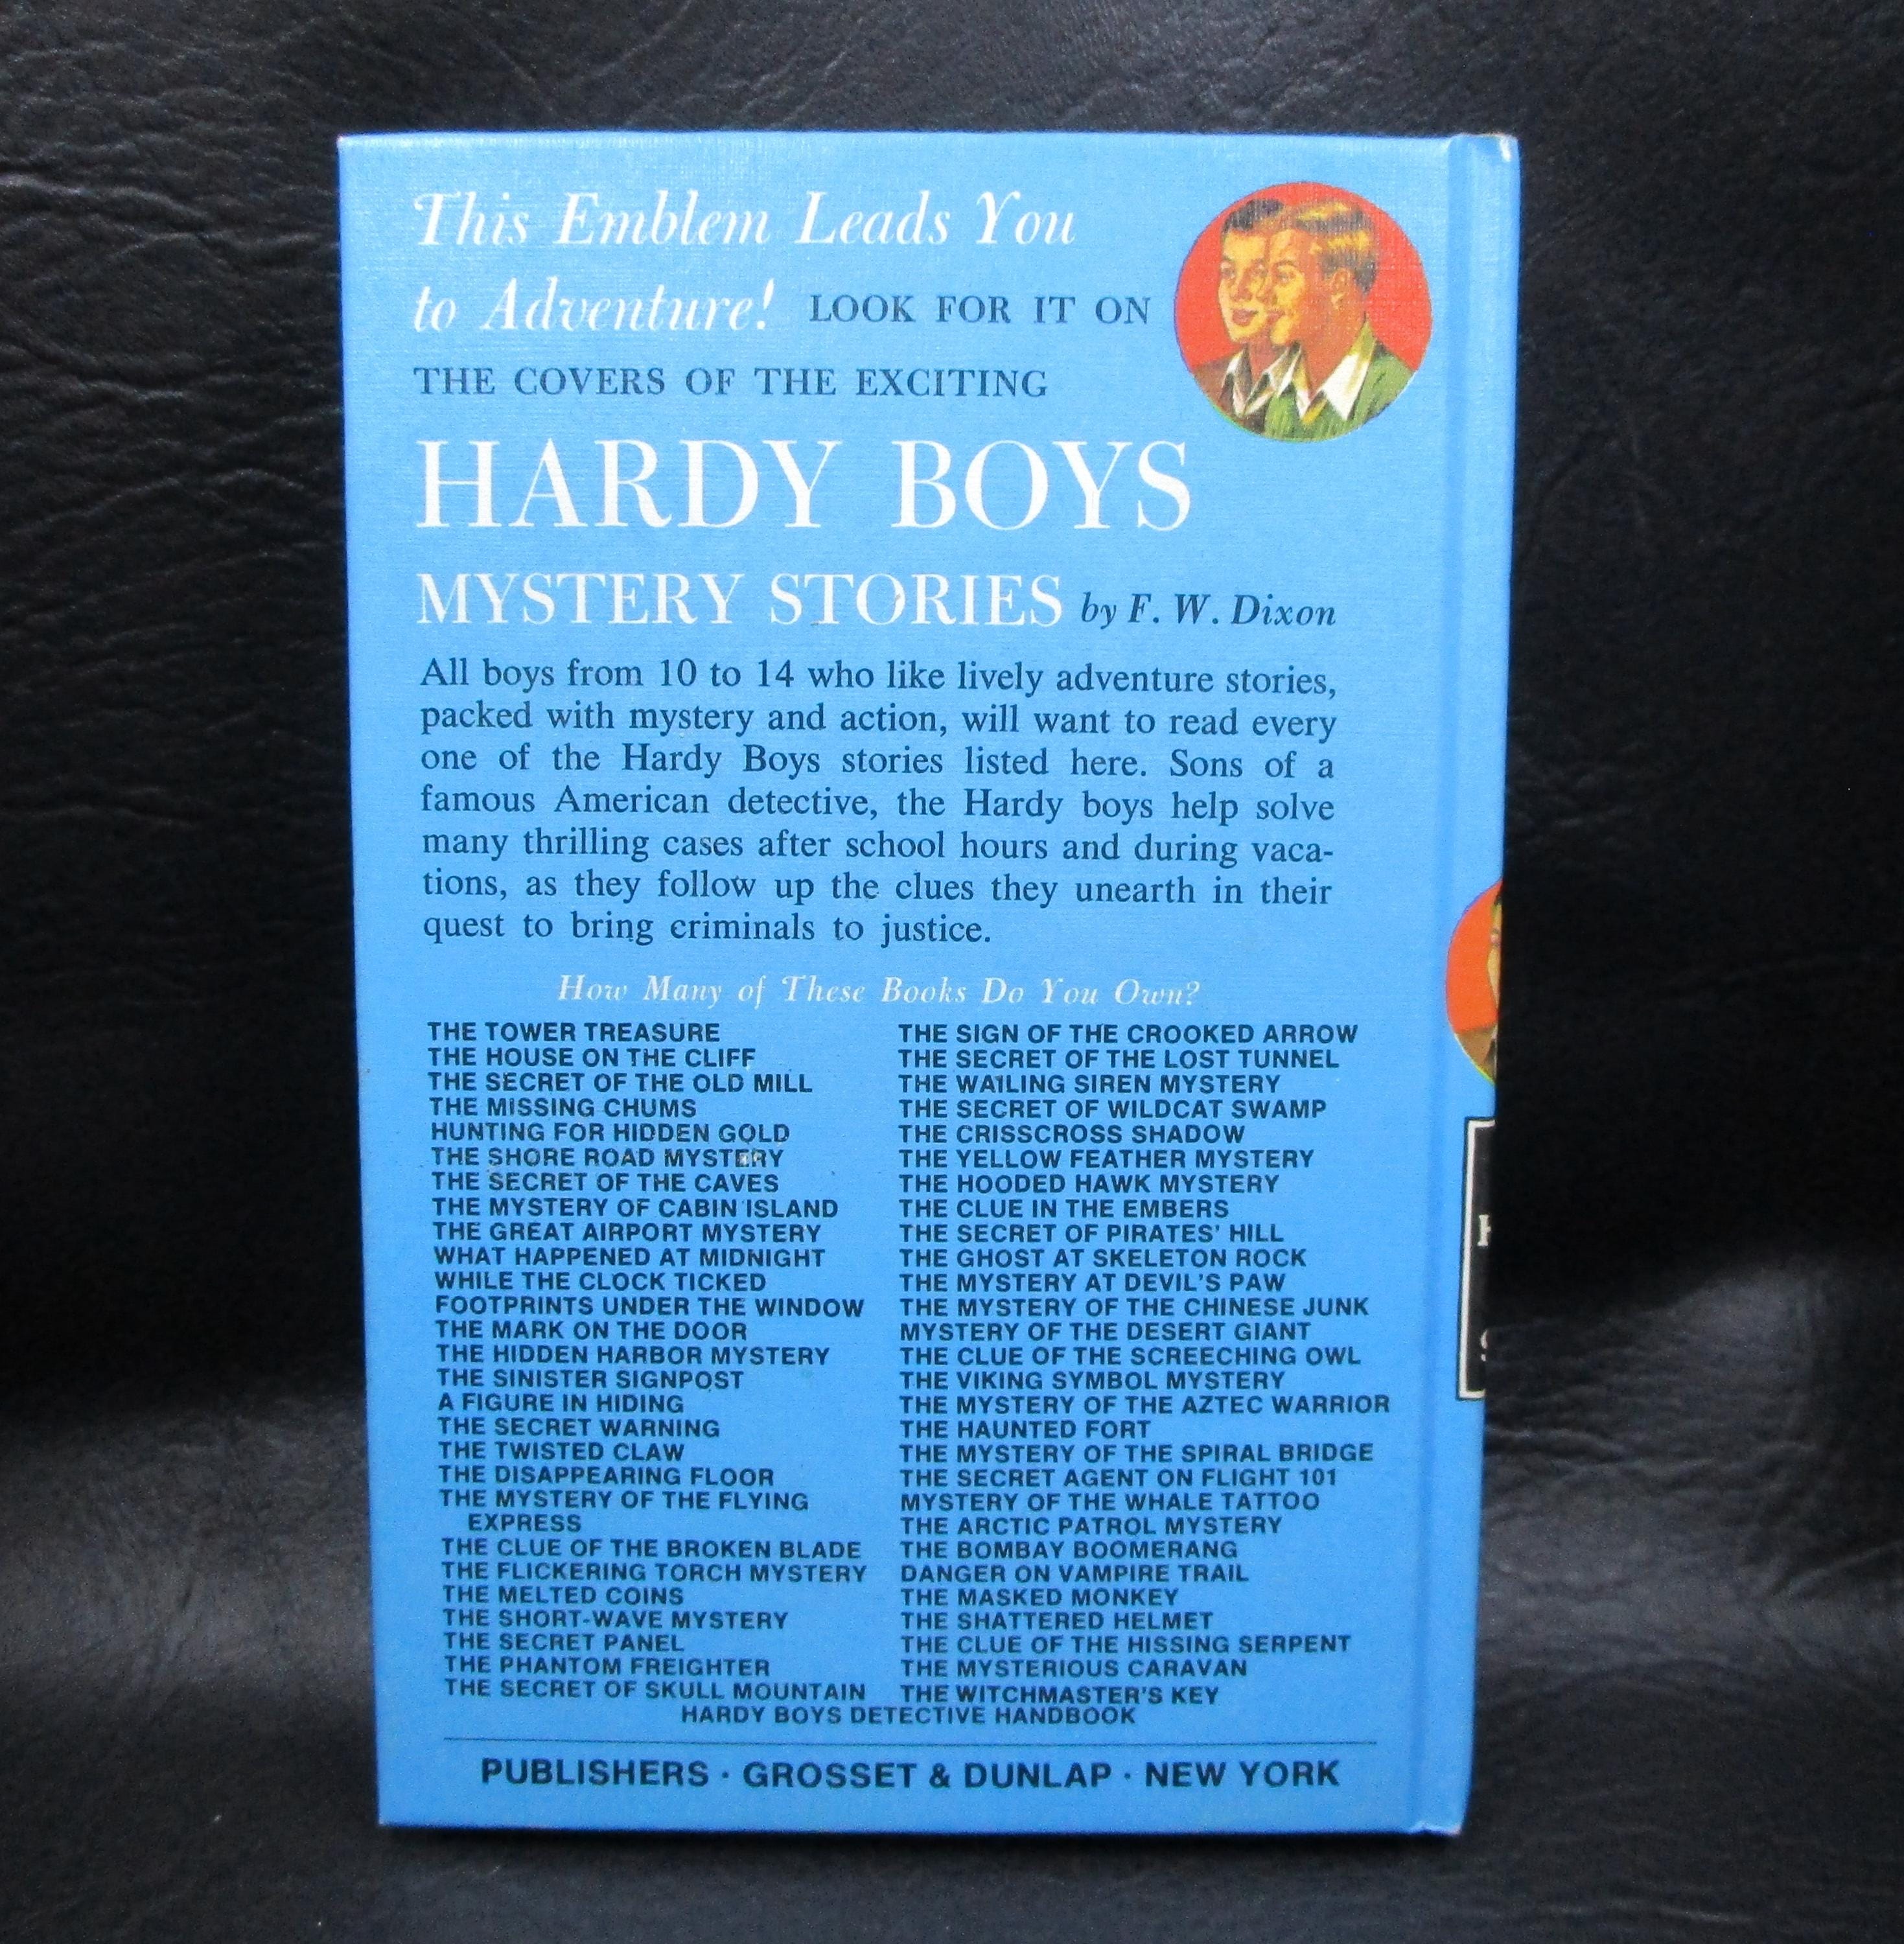 This Emblem Leads You
to Adventure! LOOK FOR IT ON
THE COVERS OF THE EXCITING
HARDY BOYS
MYSTERY STORIES by F. W. Dixon
All boys from 10 to 14 who like lively adventure stories,
packed with mystery and action, will want to read every
one of the Hardy Boys stories listed here. Sons of a
famous American detective, the Hardy boys help solve
many thrilling cases after school hours and during vaca-
tions, as they follow up the clues they unearth in their
quest to bring criminals to justice.
How Many of These Books Do You Own?
THE TOWER TREASURE
THE HOUSE ON THE CLIFF
THE SECRET OF THE OLD MILL
THE MISSING CHUMS
HUNTING FOR HIDDEN GOLD
THE SHORE ROAD MYSTERY
THE SECRET OF THE CAVES
THE MYSTERY OF CABIN ISLAND
THE GREAT AIRPORT MYSTERY
WHAT HAPPENED AT MIDNIGHT
WHILE THE CLOCK TICKED
FOOTPRINTS UNDER THE WINDOW
THE MARK ON THE DOOR
THE HIDDEN HARBOR MYSTERY
THE SINISTER SIGNPOST
A FIGURE IN HIDING
THE SECRET WARNING
THE TWISTED CLAW
THE DISAPPEARING FLOOR
THE MYSTERY OF THE FLYING
EXPRESS
THE CLUE OF THE BROKEN BLADE
THE FLICKERING TORCH MYSTERY
THE MELTED COINS
THE SHORT-WAVE MYSTERY
THE SECRET PANEL
THE PHANTOM FREIGHTER
THE SECRET OF SKULL MOUNTAIN
THE SIGN OF THE CROOKED ARROW
THE SECRET OF THE LOST TUNNEL
THE WAILING SIREN MYSTERY
THE SECRET OF WILDCAT SWAMP
THE CRISSCROSS SHADOW
THE YELLOW FEATHER MYSTERY
THE HOODED HAWK MYSTERY
THE CLUE IN THE EMBERS
THE SECRET OF PIRATES' HILL
THE GHOST AT SKELETON ROCK
THE MYSTERY AT DEVIL'S PAW
THE MYSTERY OF THE CHINESE JUNK
MYSTERY OF THE DESERT GIANT
THE CLUE OF THE SCREECHING OWL
THE VIKING SYMBOL MYSTERY
THE MYSTERY OF THE AZTEC WARRIOR
THE HAUNTED FORT
THE MYSTERY OF THE SPIRAL BRIDGE
THE SECRET AGENT ON FLIGHT 101
MYSTERY OF THE WHALE TATTOO
THE ARCTIC PATROL MYSTERY
THE BOMBAY BOOMERANG
DANGER ON VAMPIRE TRAIL
THE MASKED MONKEY
THE SHATTERED HELMET
THE CLUE OF THE HISSING SERPENT
THE MYSTERIOUS CARAVAN
THE WITCHMASTER'S KEY
HARDY BOYS DETECTIVE HANDBOOK
PUBLISHERS · GROSSET & DUNLAP · NEW YORK